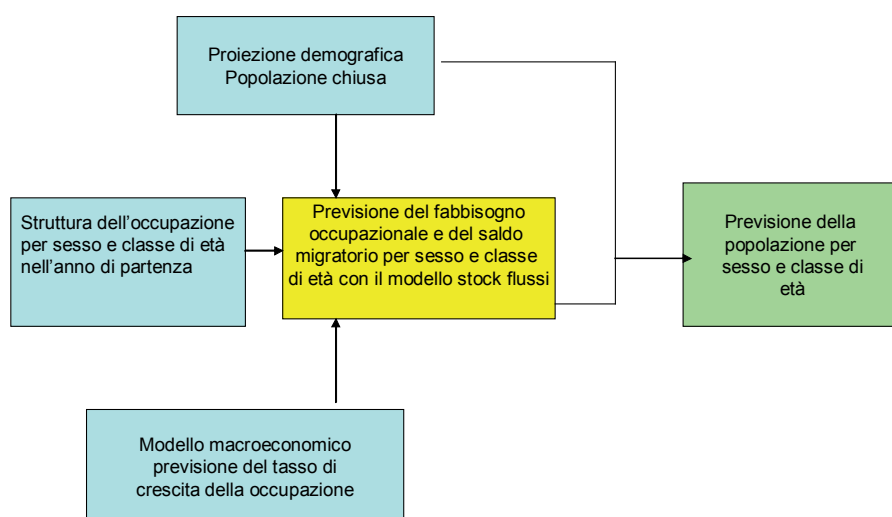 Proiezione demografica
Popolazione chiusa
Struttura dell'occupazione
per sesso e classe di età
nell'anno di partenza
Previsione del fabbisogno
occupazionale e del saldo
migratorio per sesso e classe
di età con il modello stock flussi
Previsione della
popolazione per
sesso e classe di
età
Modello macroeconomico
previsione del tasso di
crescita della occupazione